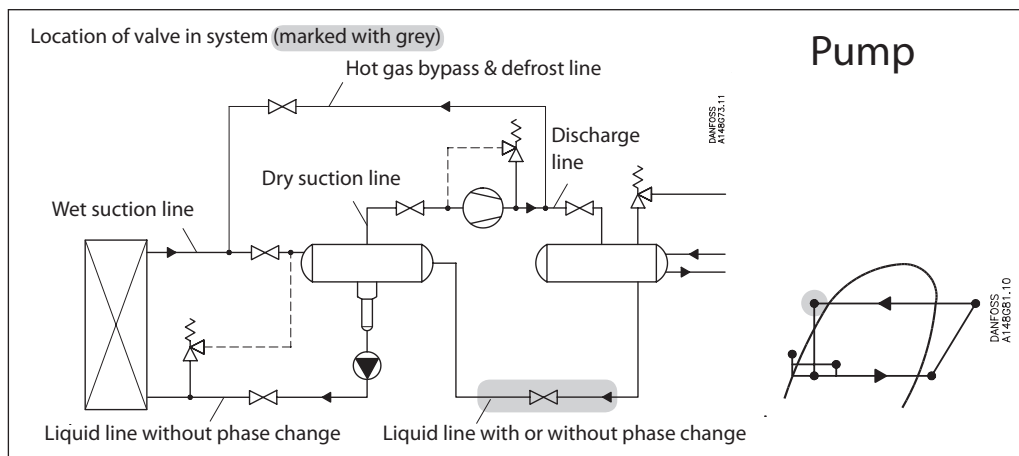 Location of valve in system (marked with grey)
Pump
Hot gas bypass & defrost line
DANFOSS
A148G73.11
Discharge
line
Dry suction line
Wet suction line
DANFOSS
A148G81.10
Liquid line without phase change
Liquid line with or without phase change